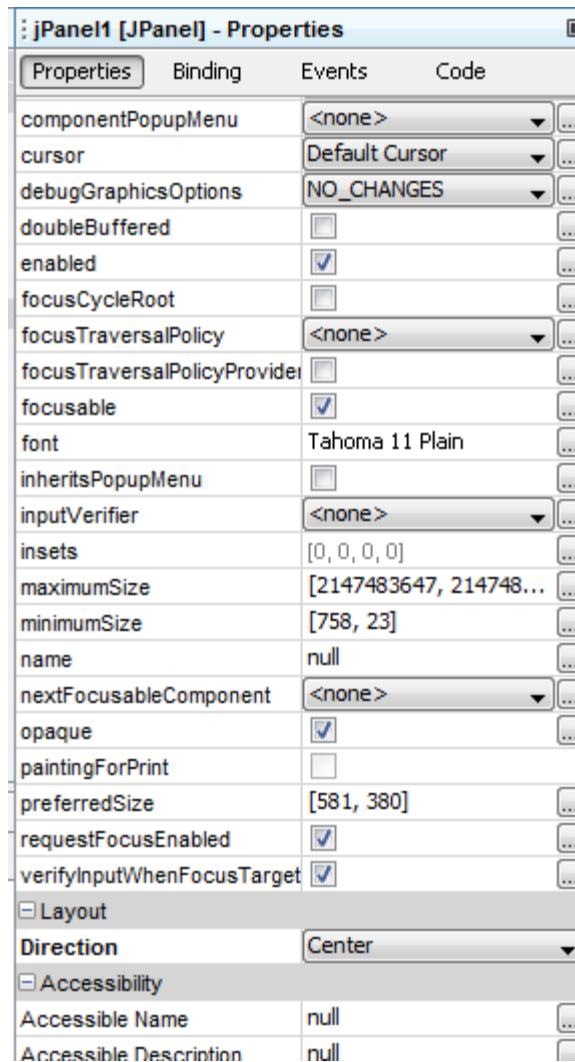 jPanel1 [JPanel] - Properties
Properties Binding Events Code
componentPopupMenu <none> ...
cursor Default Cursor ...
debugGraphicsOptions NO_CHANGES ...
doubleBuffered ...
enabled ...
focusCycleRoot ...
focusTraversalPolicy <none> ...
focusTraversalPolicyProvider ...
focusable ...
font Tahoma 11 Plain ...
inheritsPopupMenu ...
inputVerifier <none> ...
insets [0, 0, 0, 0] ...
maximumSize [2147483647, 214748... ...
minimumSize [758, 23] ...
name null ...
nextFocusableComponent <none> ...
opaque ...
paintingForPrint
preferredSize [581, 380] ...
requestFocusEnabled ...
verifyInputWhenFocusTarget ...
Layout
Direction Center
Accessibility
Accessible Name null ...
Accessible Description null ...